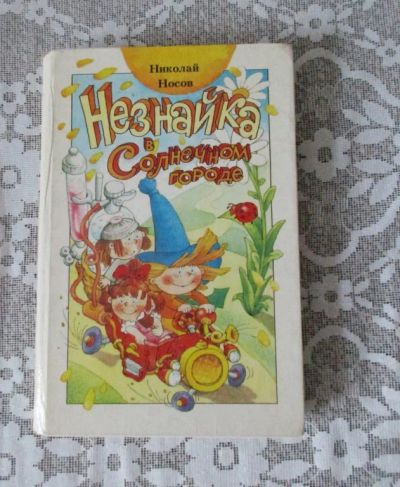 Николай
Носов
Незнайка
в
Солнечном
городе